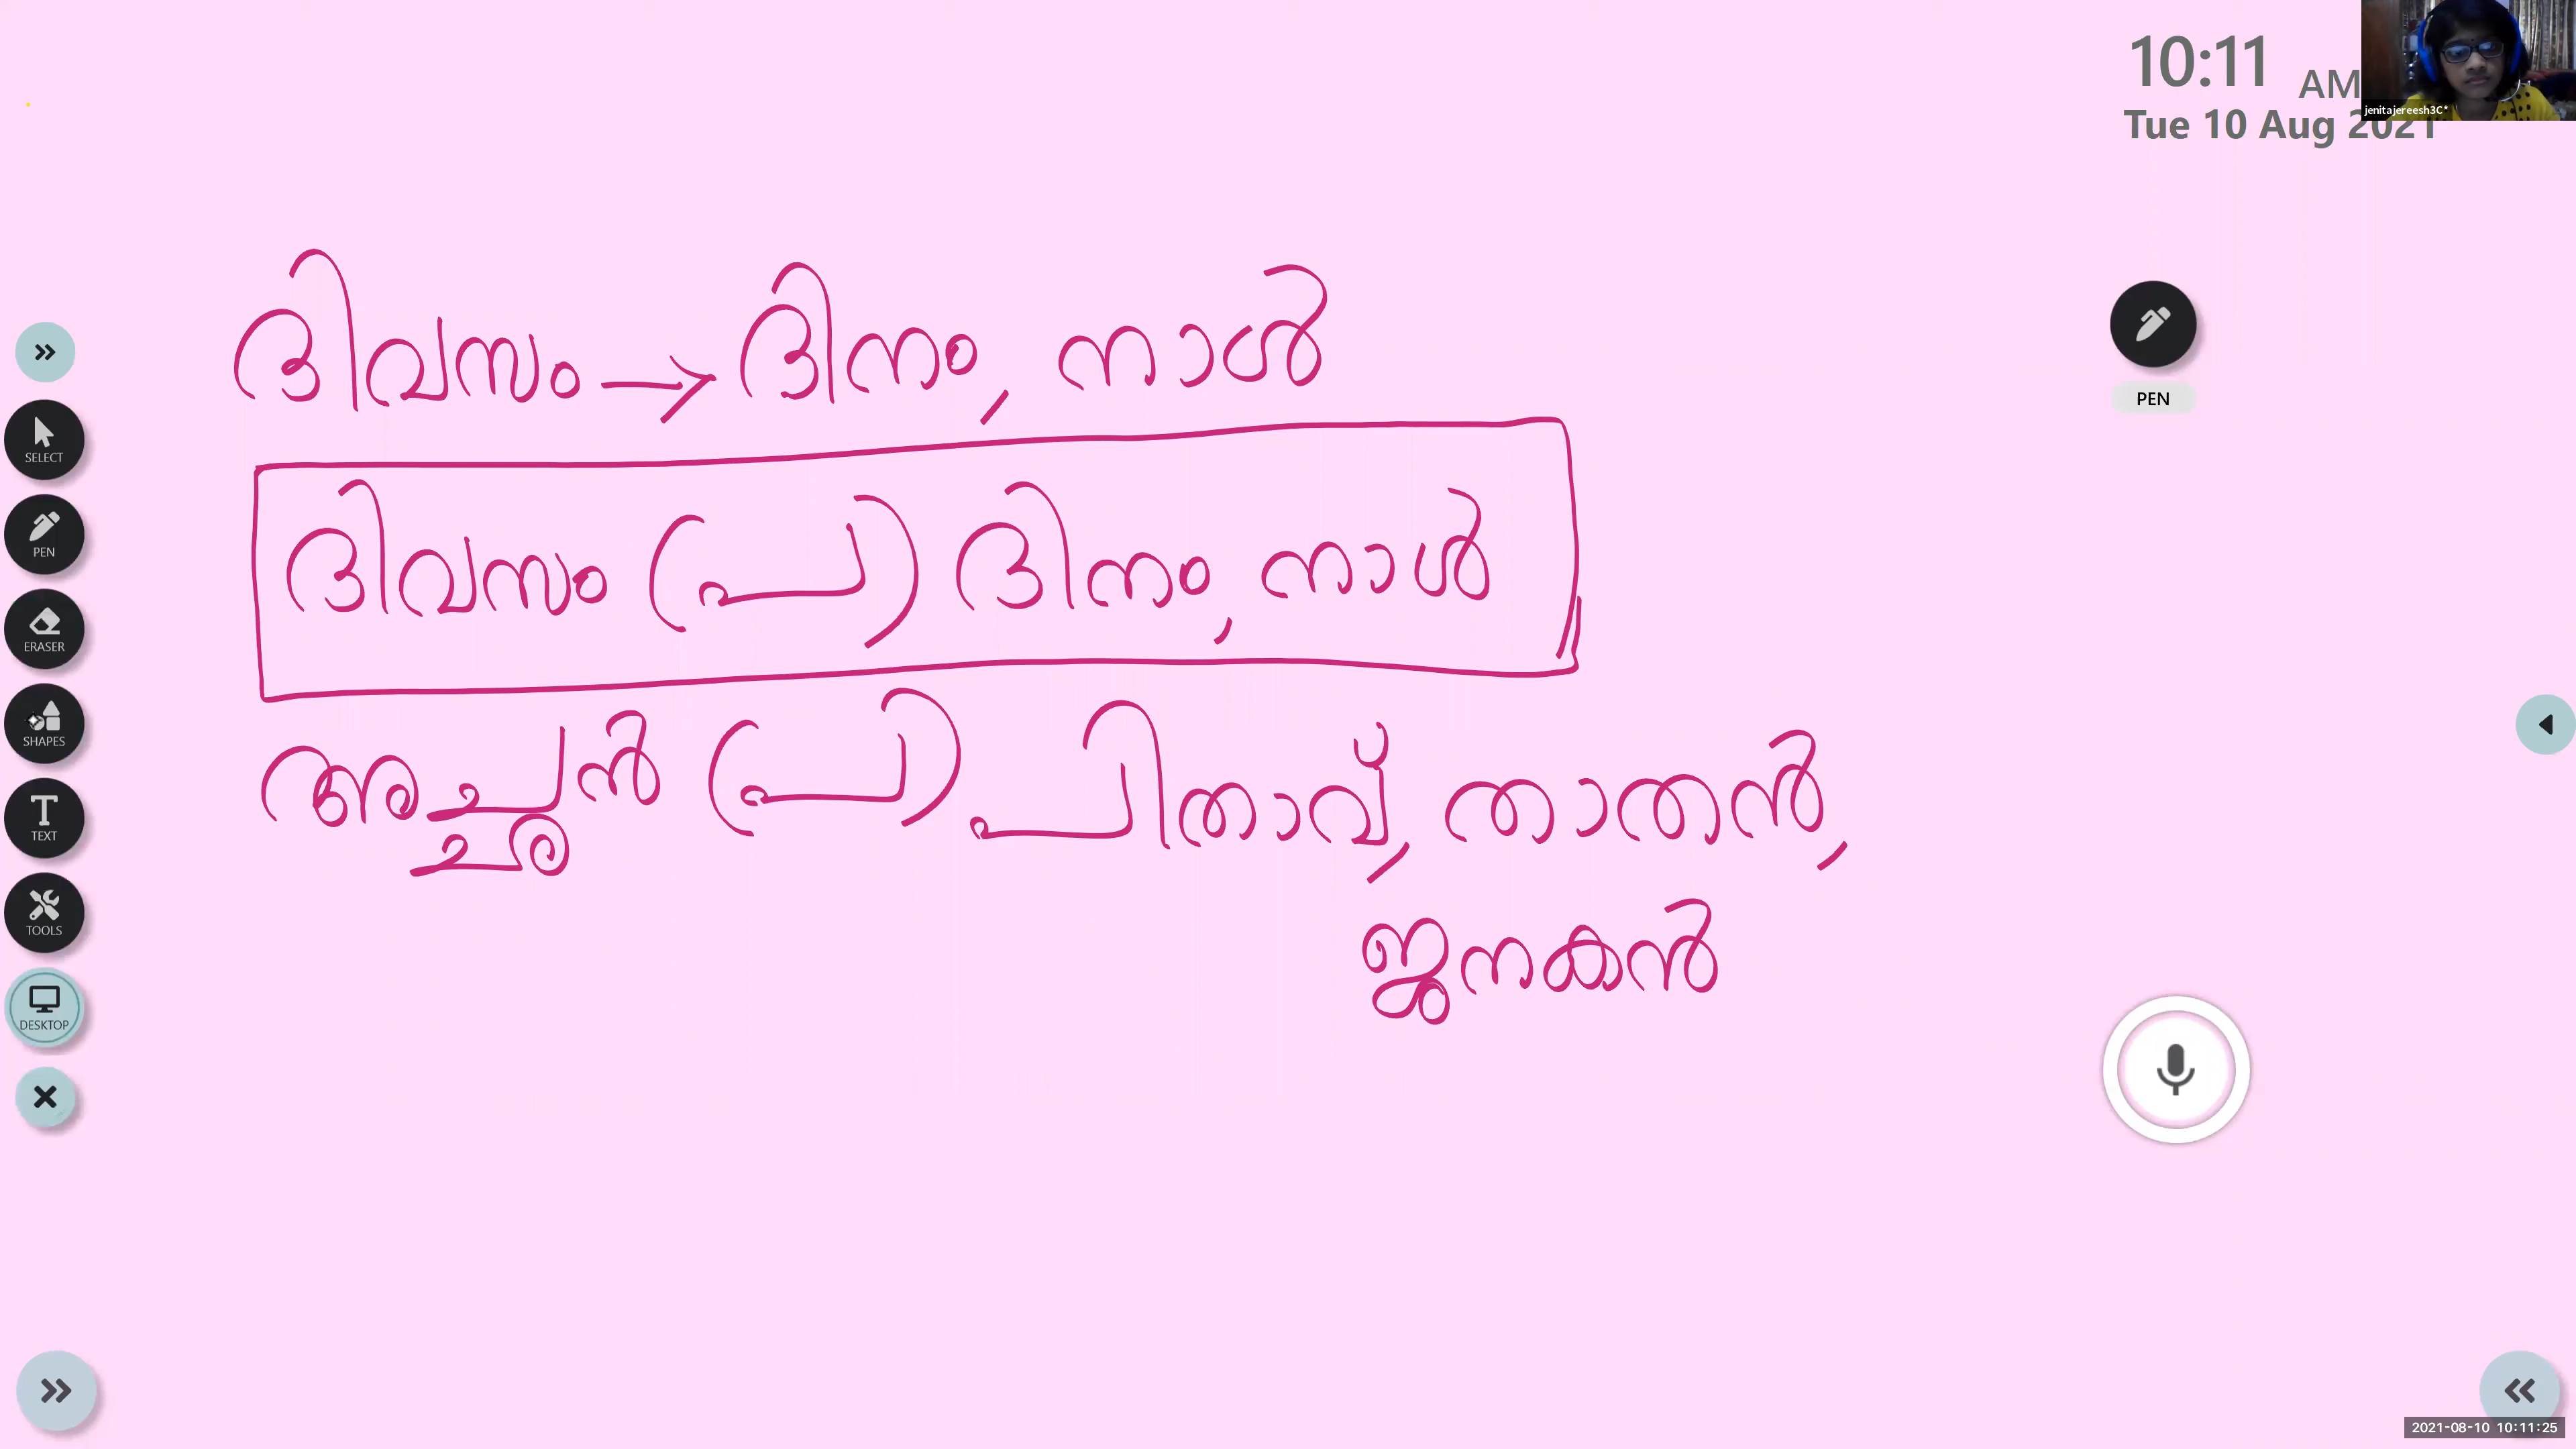 10:11 AM
jenitajereesh3C*
Tue 10 Aug 2021
ദിവസം → ദിനം, നാൾ
PEN
SELECT
ദിവസം (പ) ദിനം, നാൾ
PEN
ERASER
SHAPES
അച്ഛൻ (പ) പിതാവ്, താതൻ,
TEXT
ജനകൻ
TOOLS
DESKTOP
2021-08-10 10:11:25